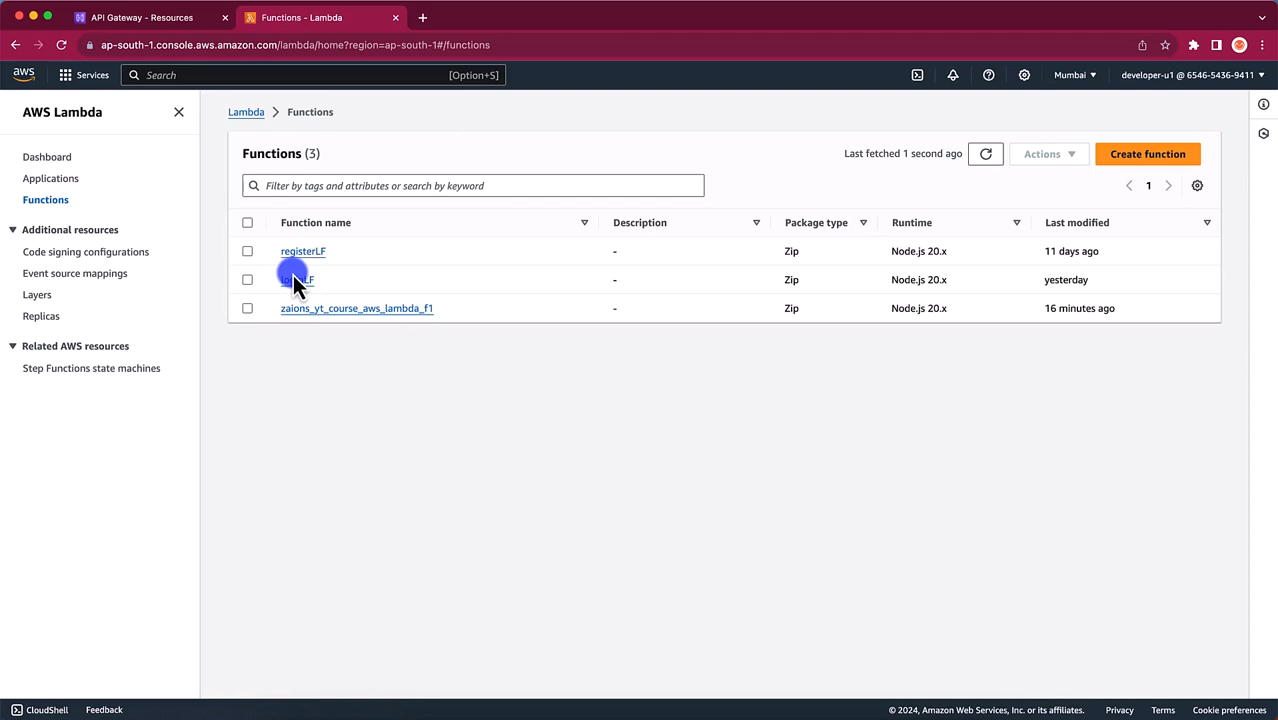 API Gateway - Resources
Functions - Lambda
ap-south-1.console.aws.amazon.com/lambda/home?region=ap-south-1#/functions
aws
Services
Search
[Option+S]
Mumbai
developer-u1 @ 6546-5436-9411
AWS Lambda
Dashboard
Applications
Functions
Additional resources
Code signing configurations
Event source mappings
Layers
Replicas
Related AWS resources
Step Functions state machines
Lambda
Functions
Functions (3)
Last fetched 1 second ago
Actions
Create function
Filter by tags and attributes or search by keyword
1
Function name
Description
Package type
Runtime
Last modified
registerLF
-
Zip
Node.js 20.x
11 days ago
-
Zip
Node.js 20.x
yesterday
zaions_yt_course_aws_lambda_f1
-
Zip
Node.js 20.x
16 minutes ago
CloudShell
Feedback
© 2024, Amazon Web Services, Inc. or its affiliates.
Privacy
Terms
Cookie preferences